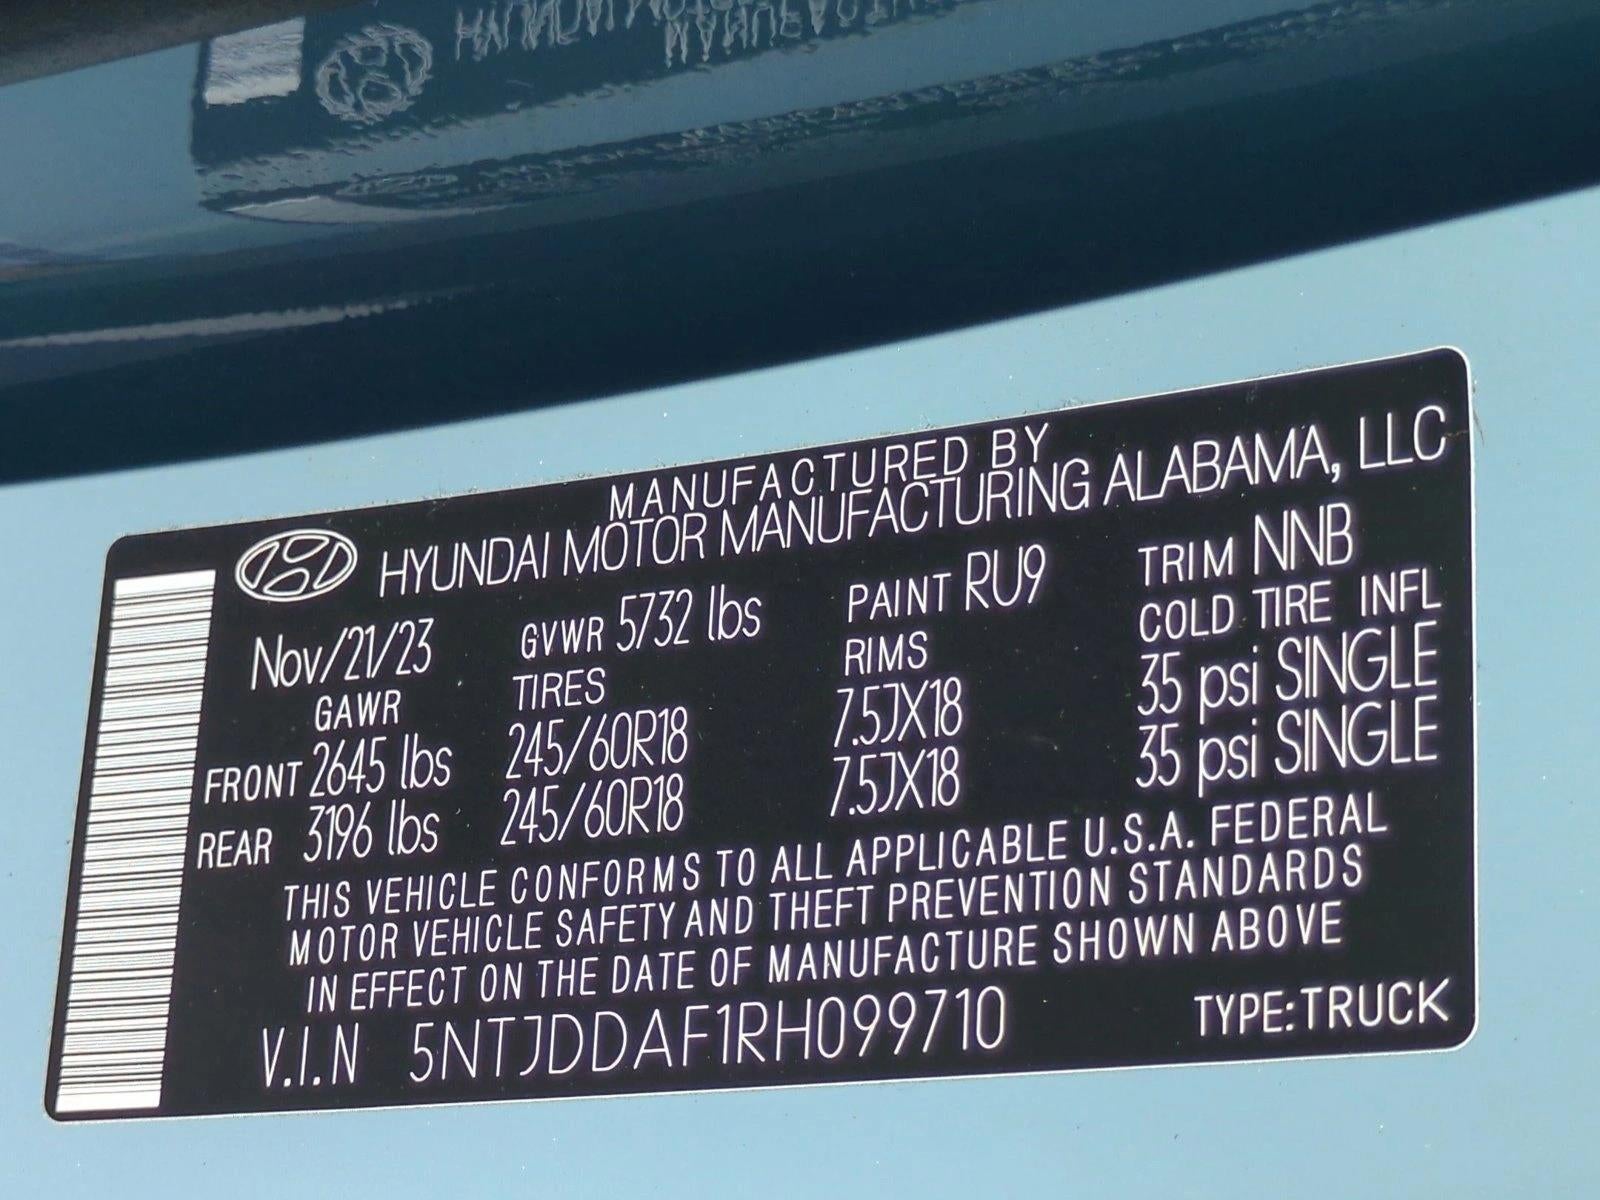 MANUFACTURED BY
HYUNDAI MOTOR MANUFACTURING ALABAMA, LLC
Nov/21/23 GVWR 5732 lbs PAINT RU9 TRIM NNB
GAWR TIRES RIMS COLD TIRE INFL
FRONT 2645 lbs 245/60R18 7.5JX18 35 psi SINGLE
REAR 3196 lbs 245/60R18 7.5JX18 35 psi SINGLE
THIS VEHICLE CONFORMS TO ALL APPLICABLE U.S.A. FEDERAL
MOTOR VEHICLE SAFETY AND THEFT PREVENTION STANDARDS
IN EFFECT ON THE DATE OF MANUFACTURE SHOWN ABOVE
V.I.N 5NTJDDAF1RH099710 TYPE:TRUCK